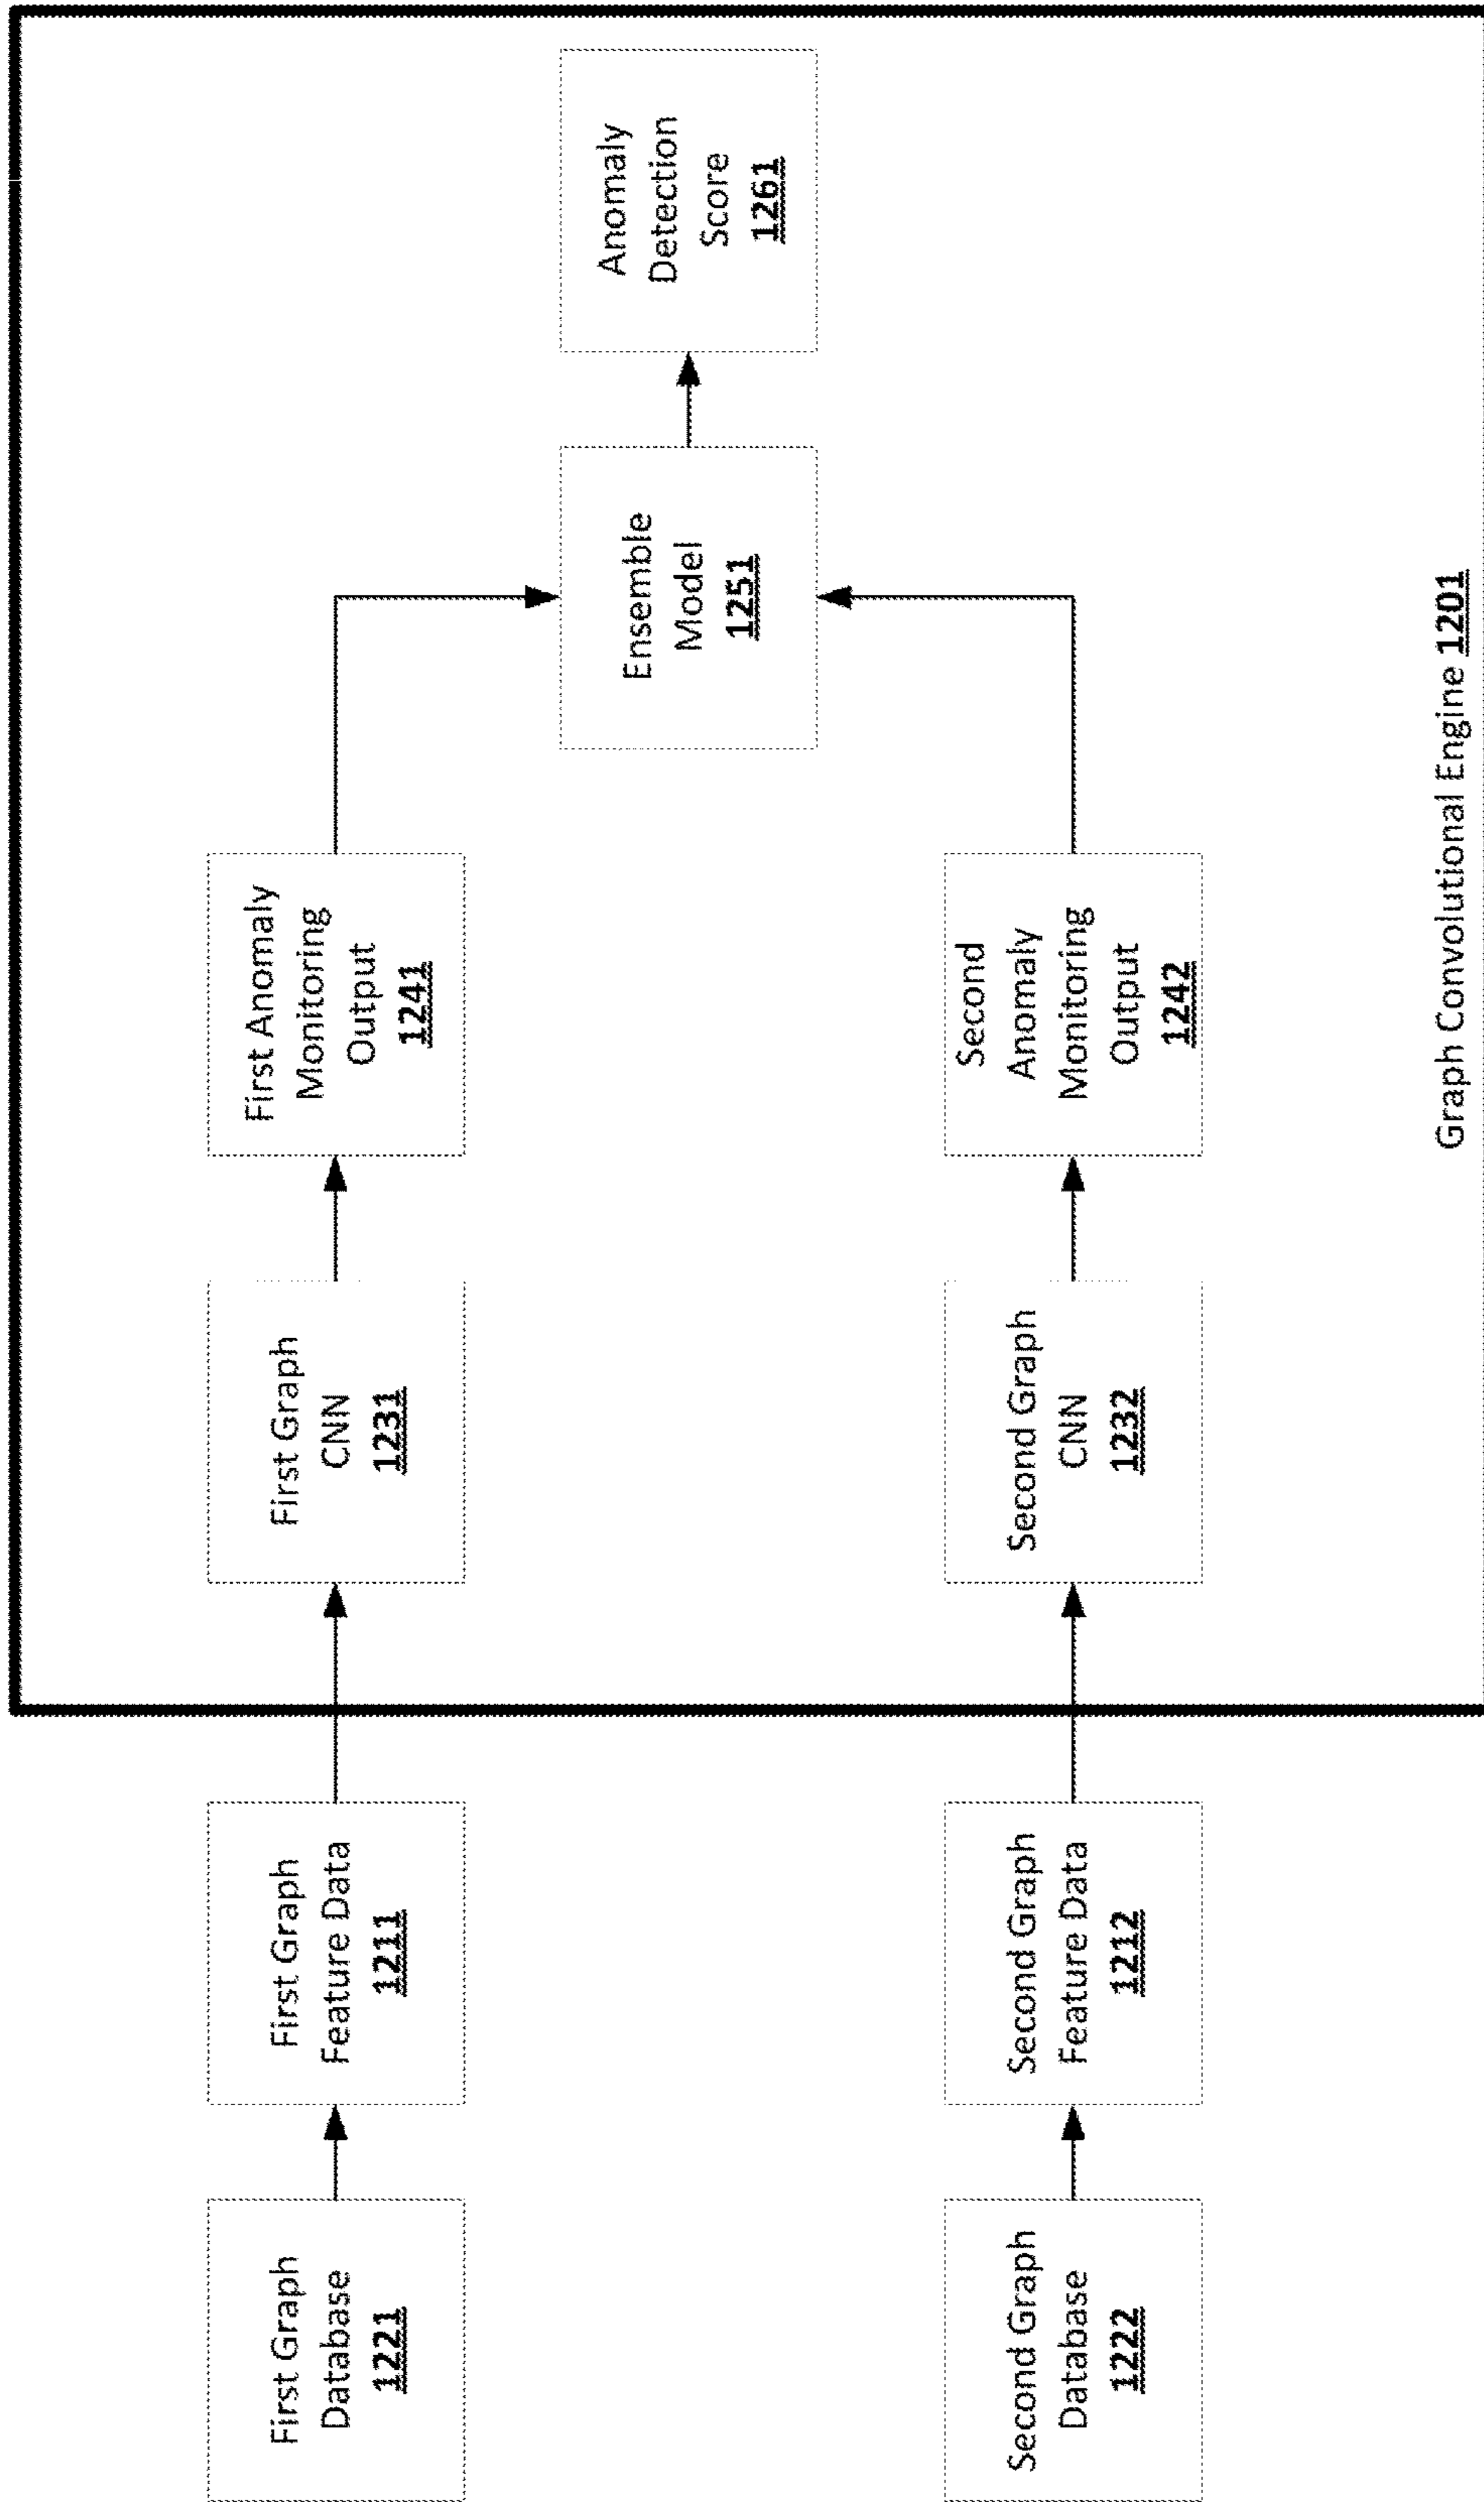 First Graph
Database
1221
First Graph
Feature Data
1211
First Graph
CNN
1231
First Anomaly
Monitoring
Output
1241
Ensemble
Model
1251
Anomaly
Detection
Score
1261
Second Graph
Database
1222
Second Graph
Feature Data
1212
Second Graph
CNN
1232
Second
Anomaly
Monitoring
Output
1242
Graph Convolutional Engine 1201